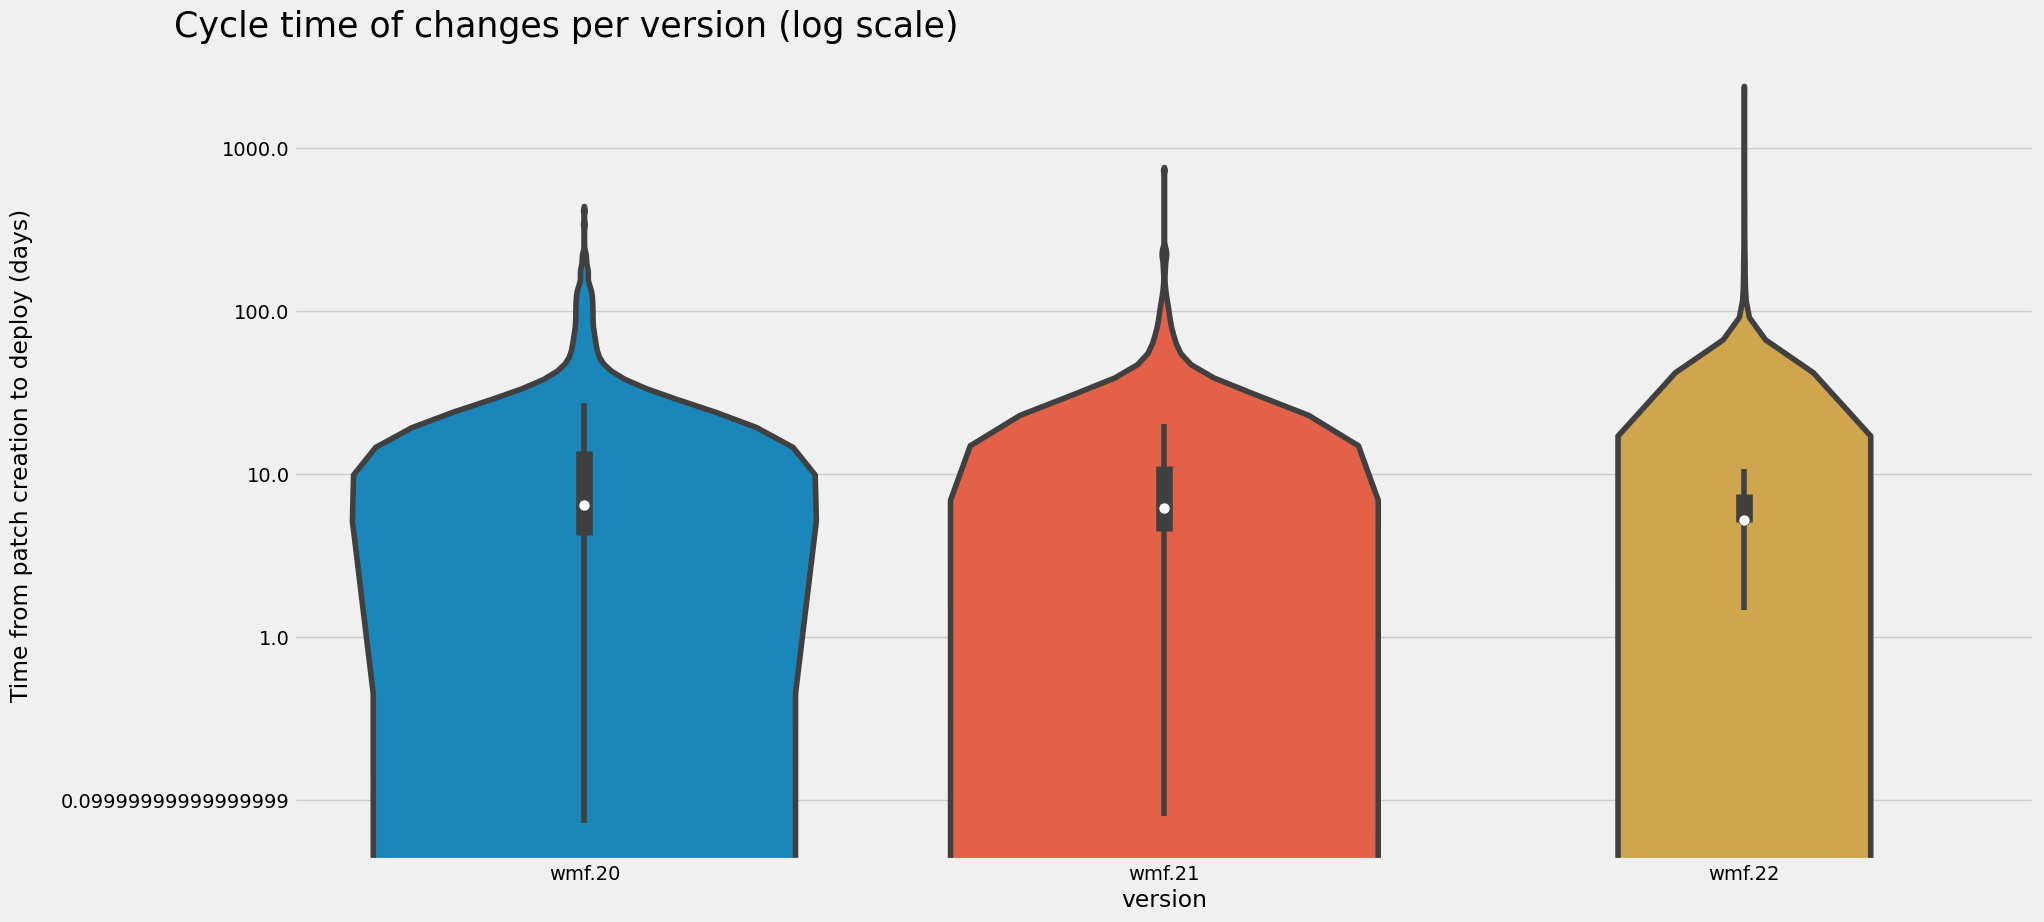 Cycle time of changes per version (log scale)
Time from patch creation to deploy (days)
1000.0
100.0
10.0
1.0
0.09999999999999999
wmf.20
wmf.21
wmf.22
version